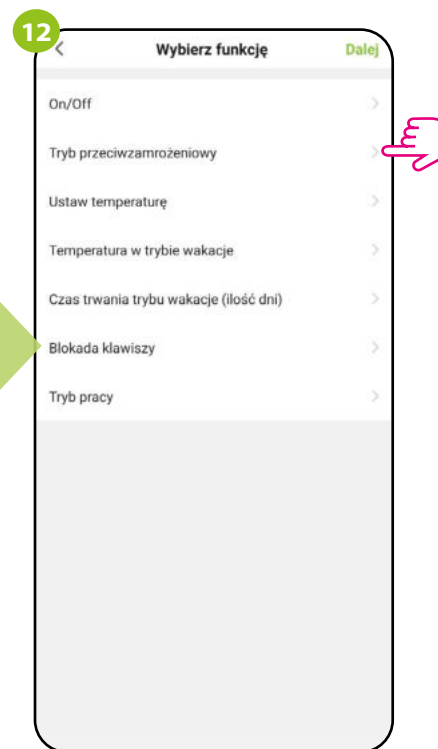 12
Wybierz funkcję
Dalej
On/Off
Tryb przeciwzamrożeniowy
Ustaw temperaturę
Temperatura w trybie wakacje
Czas trwania trybu wakacje (ilość dni)
Blokada klawiszy
Tryb pracy